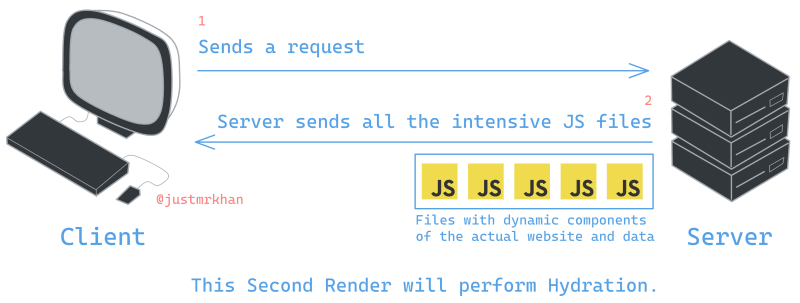 1
Sends a request
2
Server sends all the intensive JS files
JS JS JS JS JS
@justmrkhan
Files with dynamic components
of the actual website and data
Client
Server
This Second Render will perform Hydration.